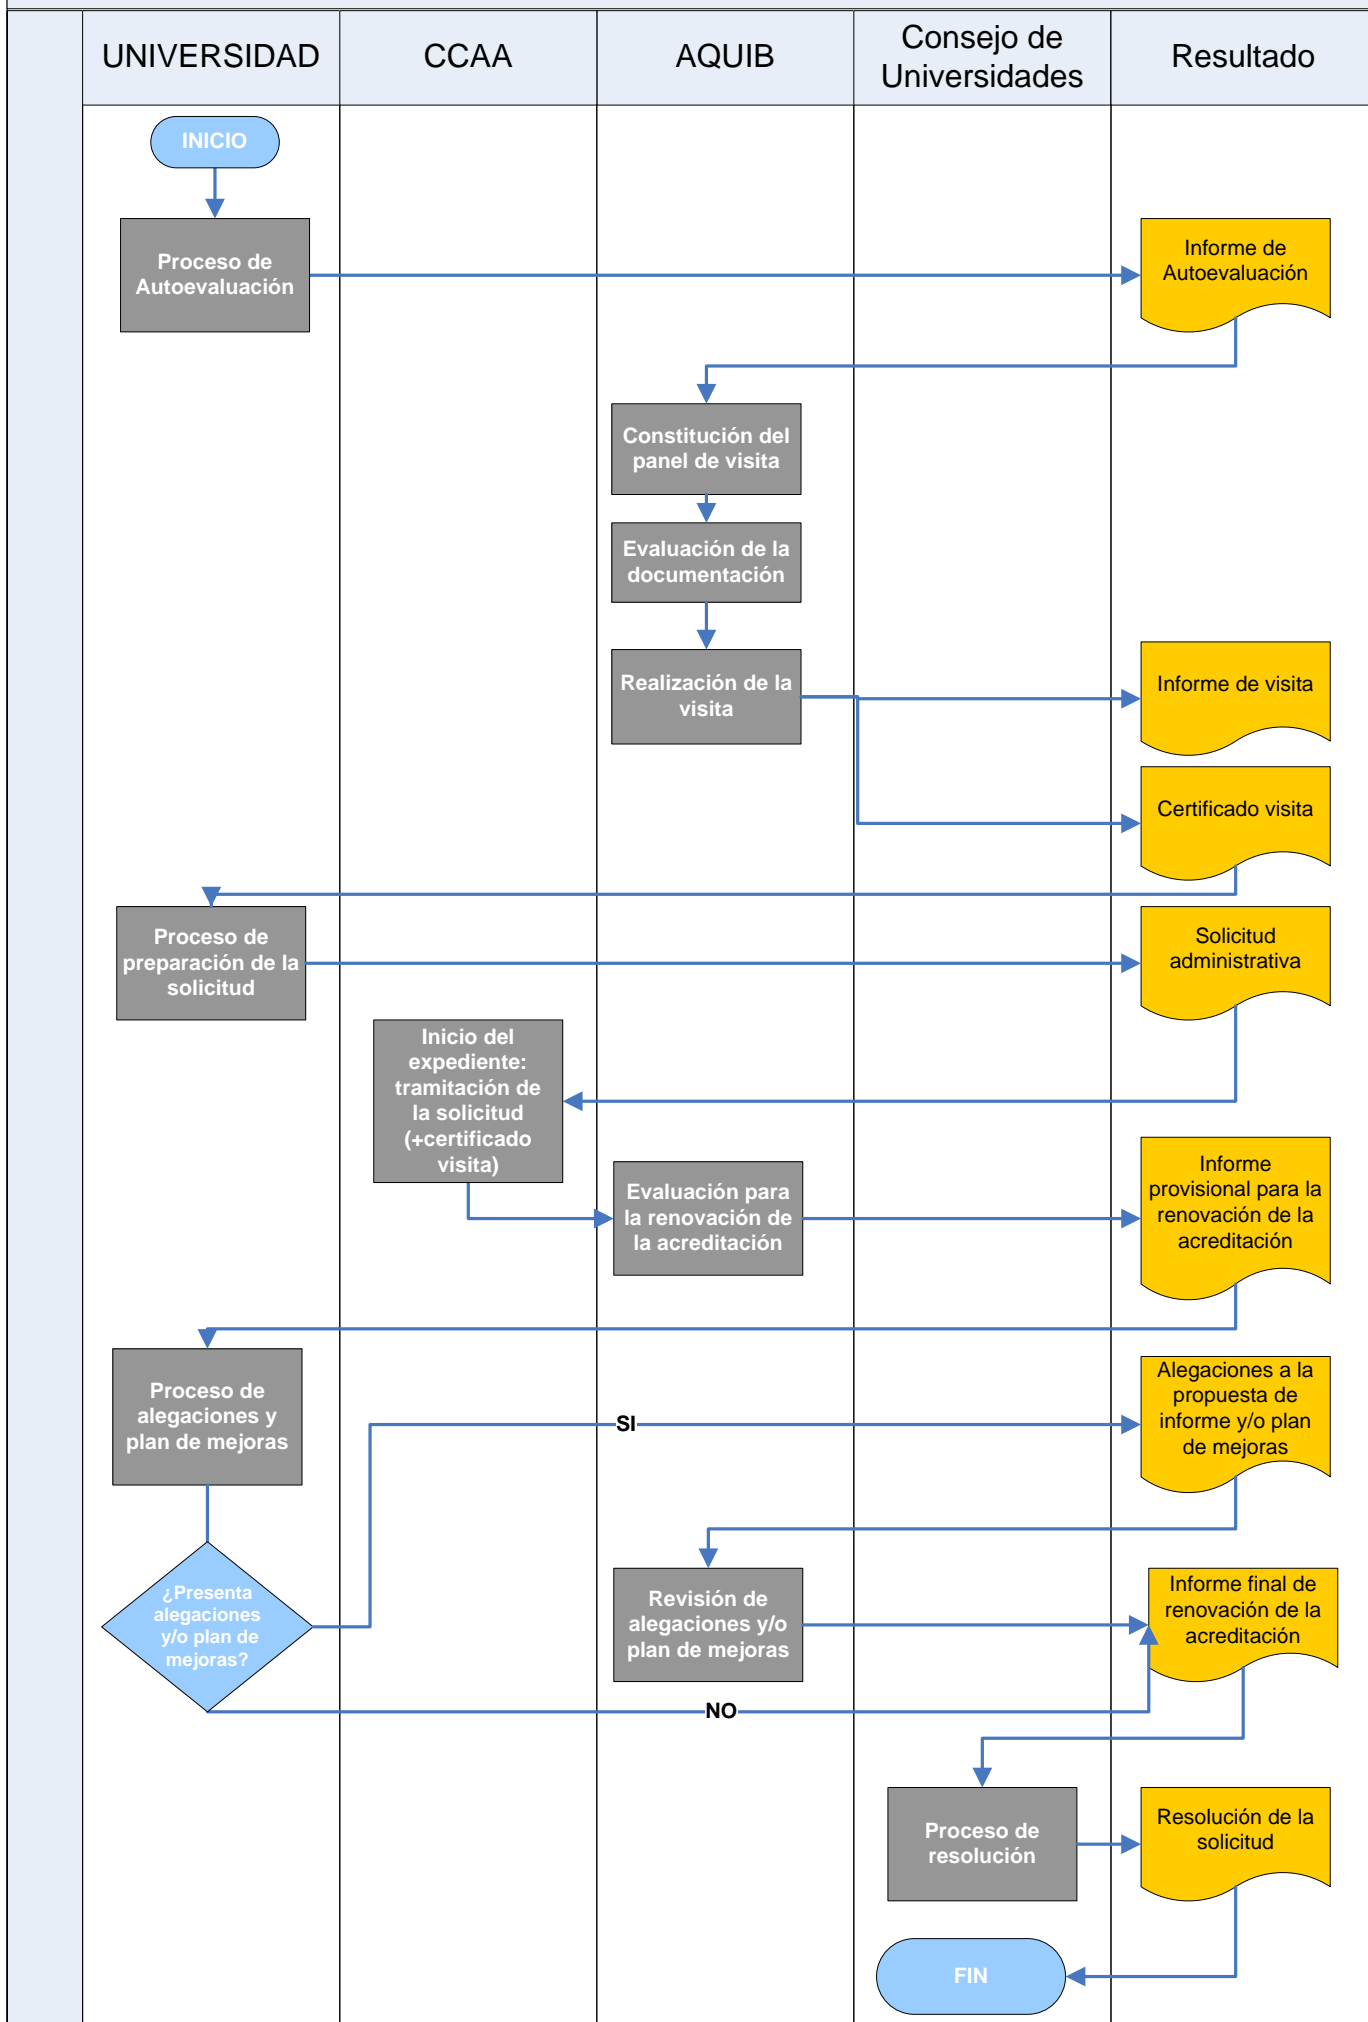 UNIVERSIDAD
CCAA
AQUIB
Consejo de
Universidades
Resultado
INICIO
Proceso de
Autoevaluación
Informe de
Autoevaluación
Constitución del
panel de visita
Evaluación de la
documentación
Realización de la
visita
Informe de visita
Certificado visita
Proceso de
preparación de la
solicitud
Solicitud
administrativa
Inicio del
expediente:
tramitación de
la solicitud
(+certificado
visita)
Evaluación para
la renovación de
la acreditación
Informe
provisional para la
renovación de la
acreditación
Proceso de
alegaciones y
plan de mejoras
SI
Alegaciones a la
propuesta de
informe y/o plan
de mejoras
¿Presenta
alegaciones
y/o plan de
mejoras?
Revisión de
alegaciones y/o
plan de mejoras
Informe final de
renovación de la
acreditación
NO
Proceso de
resolución
Resolución de la
solicitud
FIN